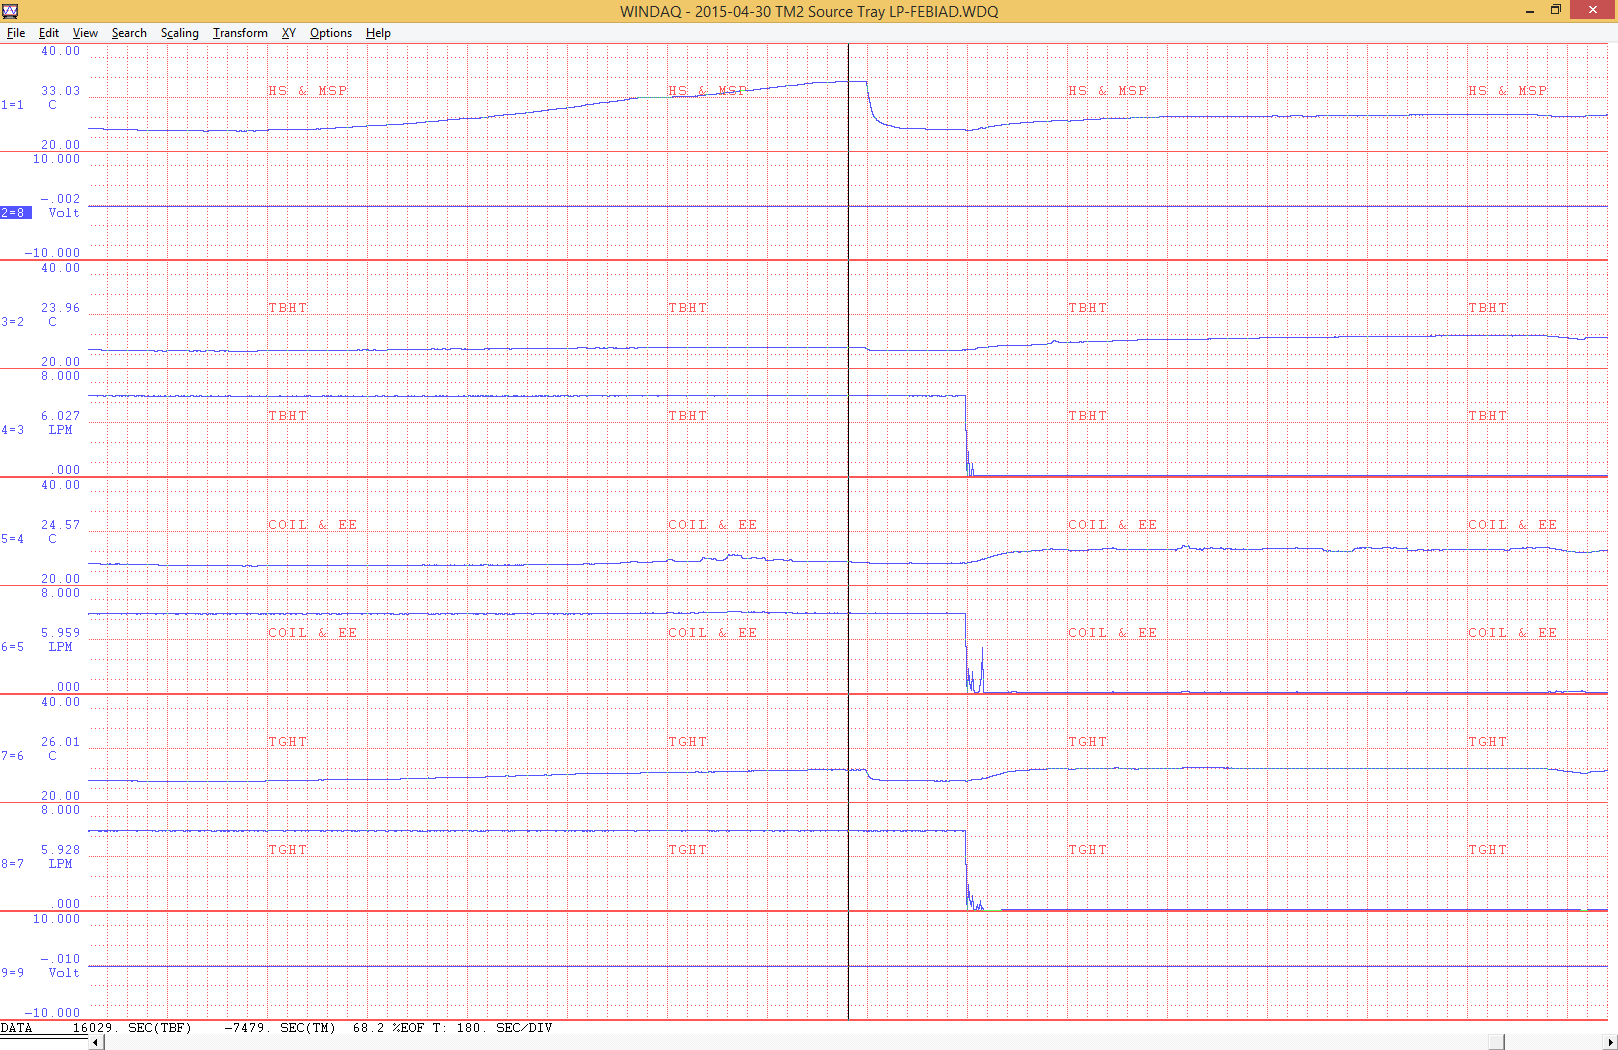 WINDAQ - 2015-04-30 TM2 Source Tray LP-FEBIAD.WDQ
File Edit View Search Scaling Transform XY Options Help
40.00
33.03 HS & MSP HS & MSP HS & MSP HS & MSP
1=1 C
20.00
10.000
-.002
2=8 Volt
-10.000
40.00
23.96 TBHT TBHT TBHT TBHT
3=2 C
20.00
8.000
6.027 TBHT TBHT TBHT TBHT
4=3 LPM
.000
40.00
24.57 COIL & EE COIL & EE COIL & EE COIL & EE
5=4 C
20.00
8.000
5.959 COIL & EE COIL & EE COIL & EE COIL & EE
6=5 LPM
.000
40.00
26.01 TGHT TGHT TGHT TGHT
7=6 C
20.00
8.000
5.928 TGHT TGHT TGHT TGHT
8=7 LPM
.000
10.000
-.010
9=9 Volt
-10.000
DATA 16029. SEC(TBF) -7479. SEC(TM) 68.2 %EOF T: 180. SEC/DIV